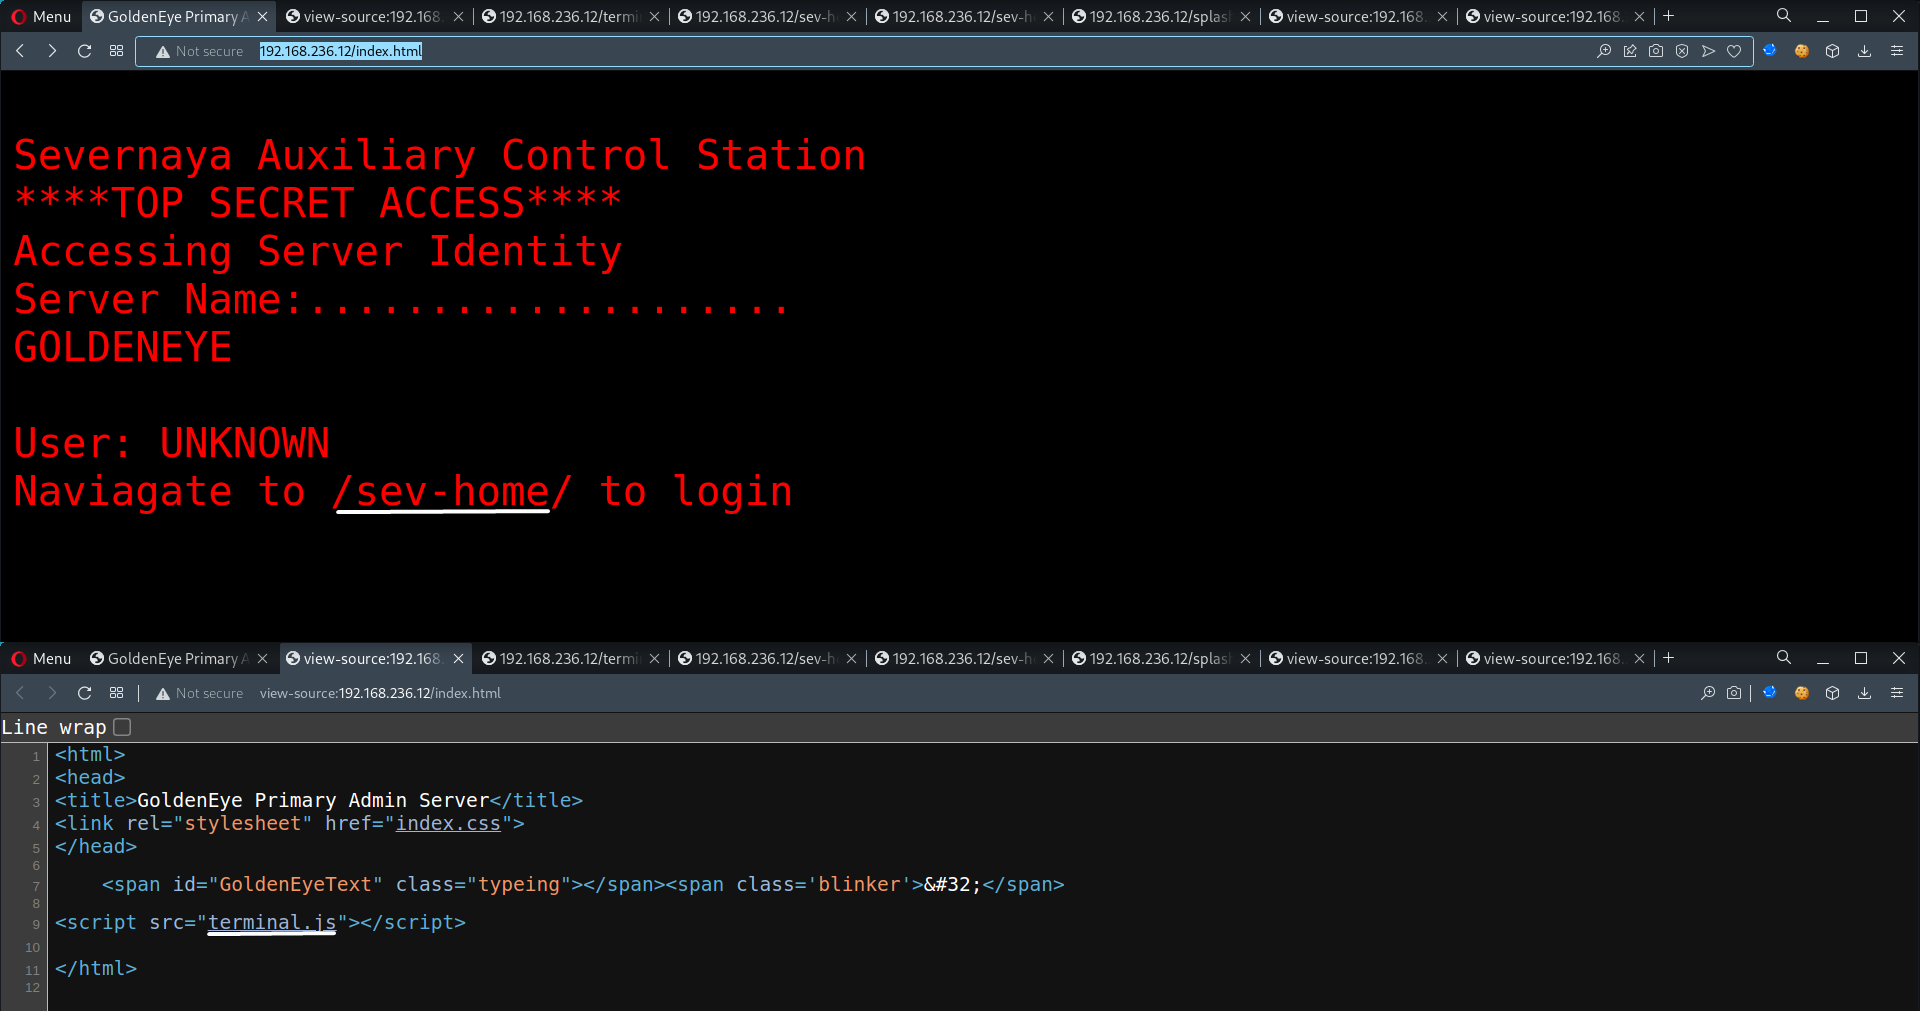 Menu GoldenEye Primary A view-source:192.168. 192.168.236.12/termi 192.168.236.12/sev-h 192.168.236.12/sev-h 192.168.236.12/splas view-source:192.168. view-source:192.168.
Not secure 192.168.236.12/index.html
Severnaya Auxiliary Control Station
****TOP SECRET ACCESS****
Accessing Server Identity
Server Name:....................
GOLDENEYE
User: UNKNOWN
Naviagate to /sev-home/ to login
Menu GoldenEye Primary A view-source:192.168. 192.168.236.12/termi 192.168.236.12/sev-h 192.168.236.12/sev-h 192.168.236.12/splas view-source:192.168. view-source:192.168.
Not secure view-source:192.168.236.12/index.html
Line wrap
1 <html>
2 <head>
3 <title>GoldenEye Primary Admin Server</title>
4 <link rel="stylesheet" href="index.css">
5 </head>
6
7 <span id="GoldenEyeText" class="typeing"></span><span class='blinker'>&#32;</span>
8
9 <script src="terminal.js"></script>
10
11 </html>
12